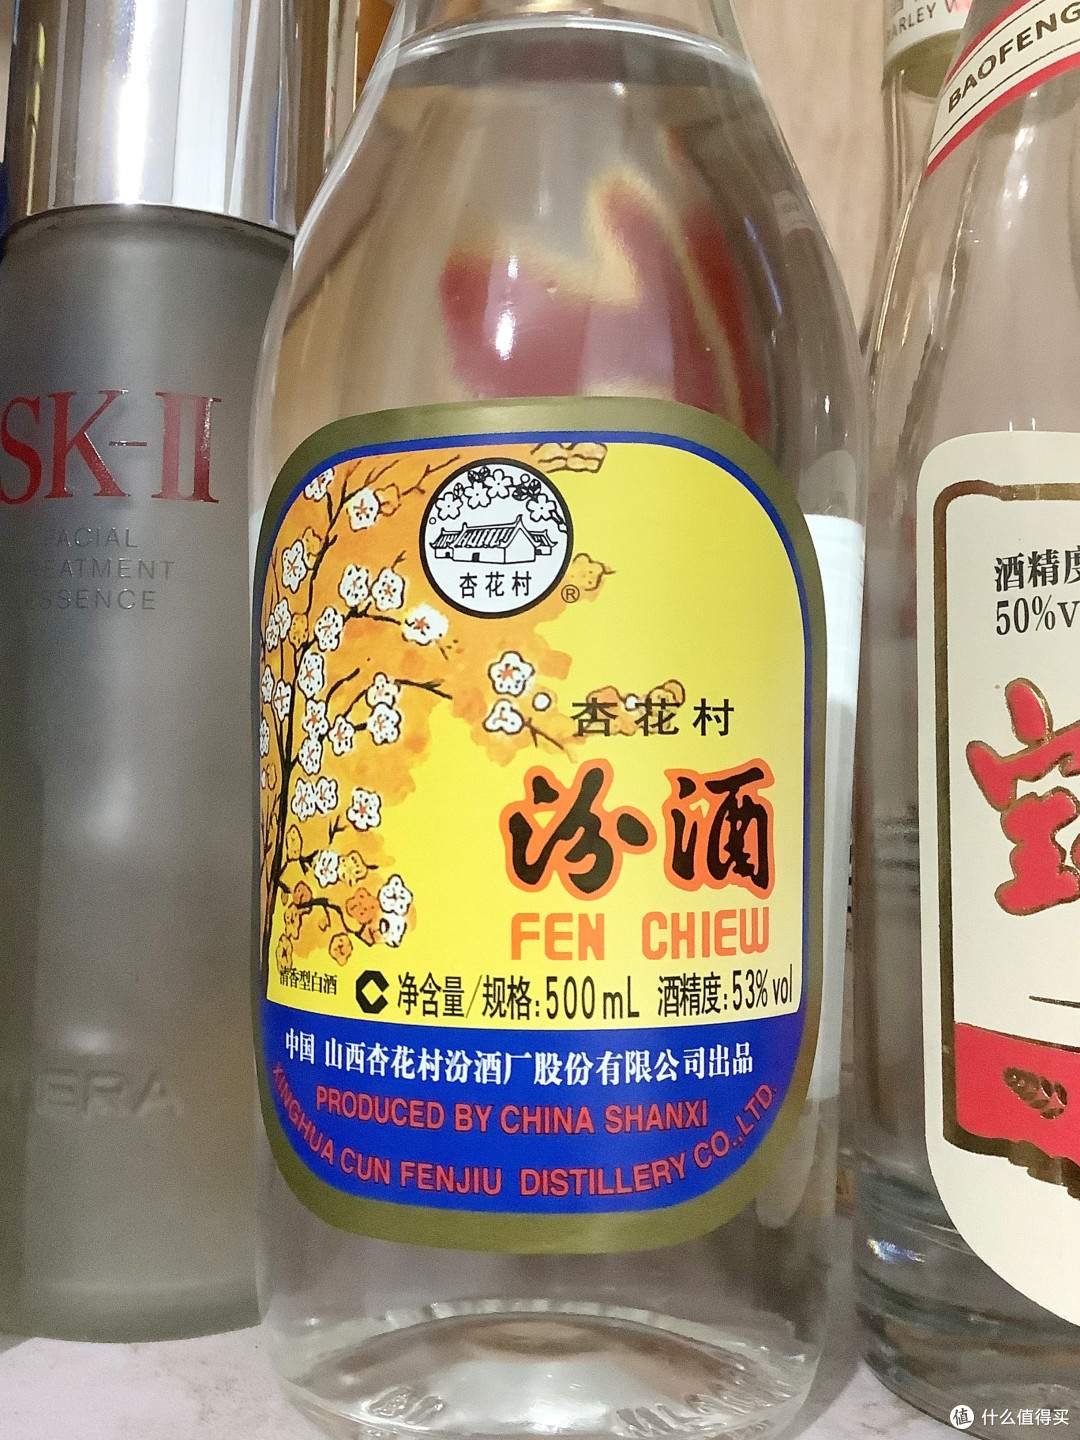 BAOFENG
SK-II
FACIAL
TREATMENT
ESSENCE
杏花村
®
杏花村
汾酒
FEN CHIEW
清香型白酒 净含量/规格:500mL 酒精度:53%vol
中国 山西杏花村汾酒厂股份有限公司出品
PRODUCED BY CHINA SHANXI
XINGHUA CUN FENJIU DISTILLERY CO.,LTD.
酒精度
50%v
宝
值 什么值得买